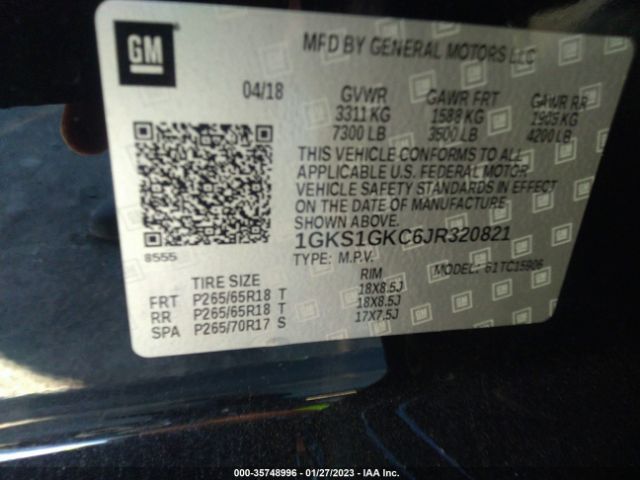 GM
MFD BY GENERAL MOTORS LLC
04/18 GVWR GAWR FRT GAWR RR
3311 KG 1588 KG 1905 KG
7300 LB 3500 LB 4200 LB
THIS VEHICLE CONFORMS TO ALL
APPLICABLE U.S. FEDERAL MOTOR
VEHICLE SAFETY STANDARDS IN EFFECT
ON THE DATE OF MANUFACTURE
SHOWN ABOVE.
8555
1GKS1GKC6JR320821
TYPE: M.P.V. MODEL:
TIRE SIZE RIM
FRT P265/65R18 T 18X8.5J
RR P265/65R18 T 18X8.5J
SPA P265/70R17 S 17X7.5J
000-35748996 — 01/27/2023 — IAA Inc.